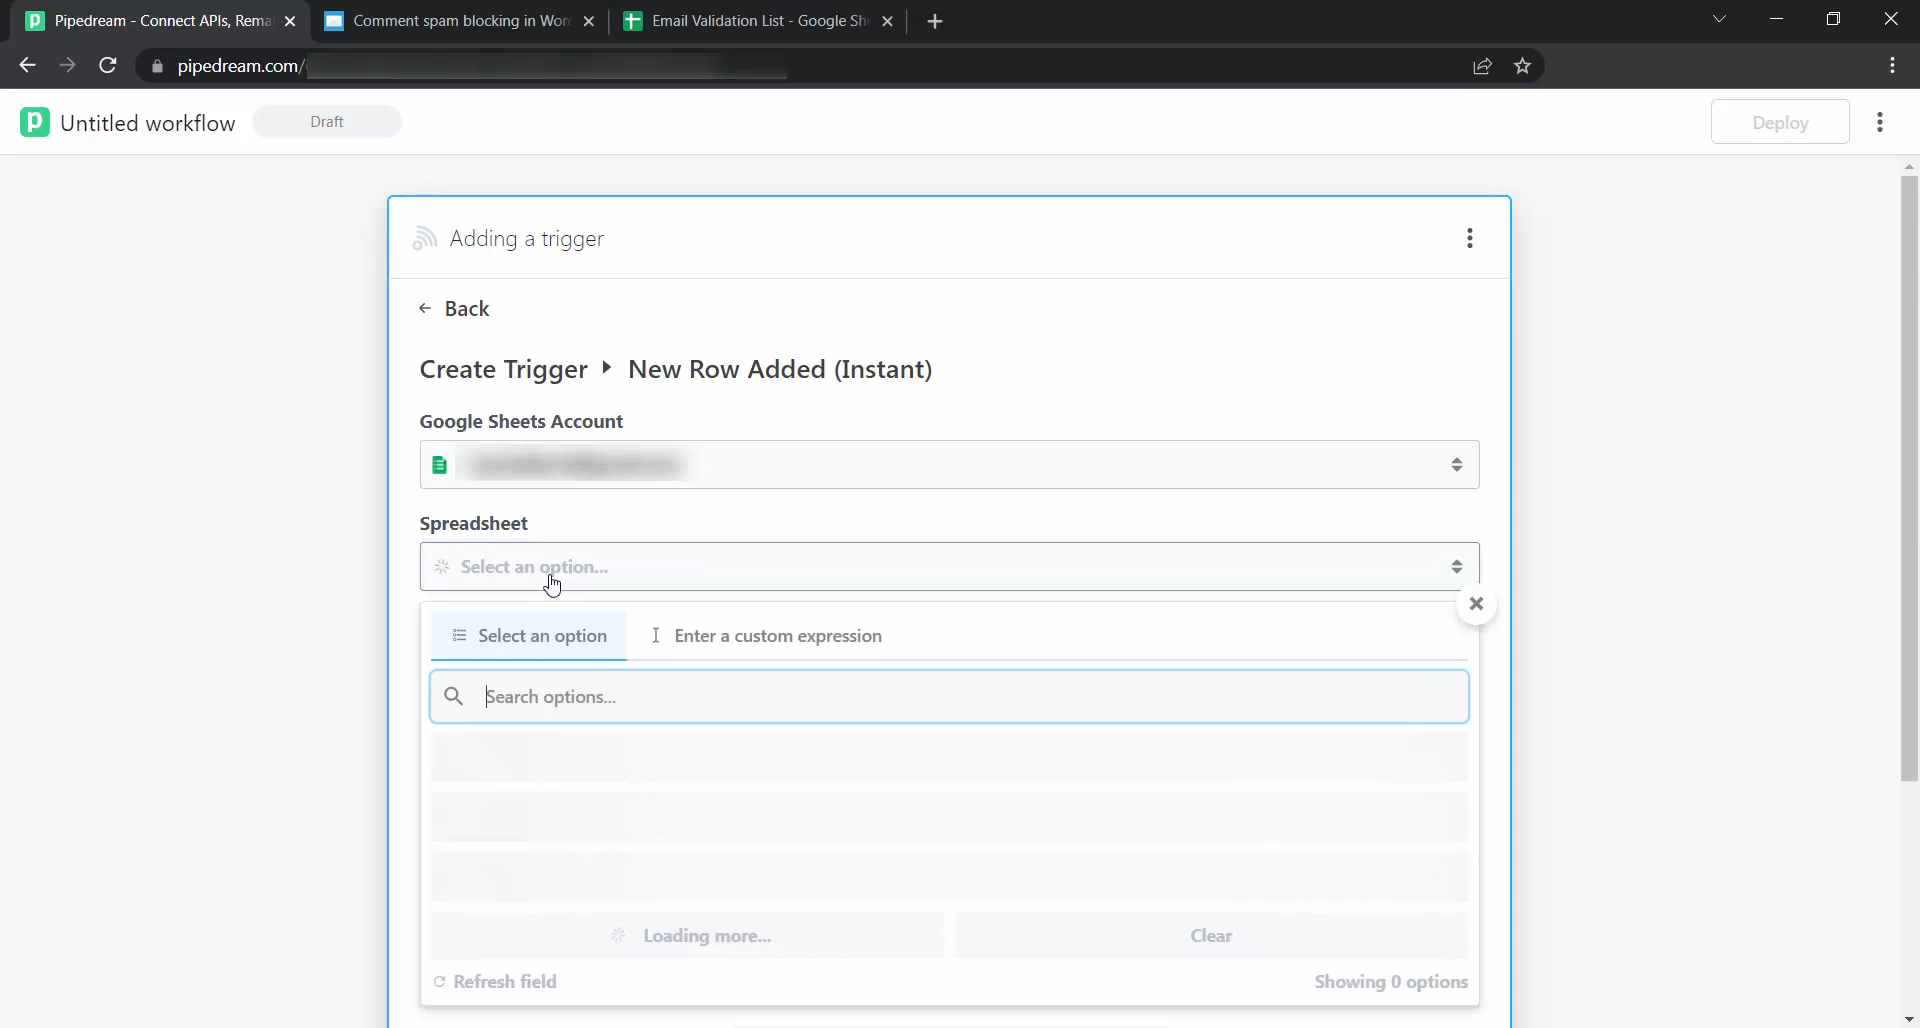 Pipedream - Connect APIs, Rema
Comment spam blocking in Wor
Email Validation List - Google Sh
pipedream.com/
Untitled workflow
Draft
Deploy
Adding a trigger
Back
Create Trigger New Row Added (Instant)
Google Sheets Account
Spreadsheet
Select an option...
Select an option
Enter a custom expression
Search options...
Loading more...
Clear
Refresh field
Showing 0 options